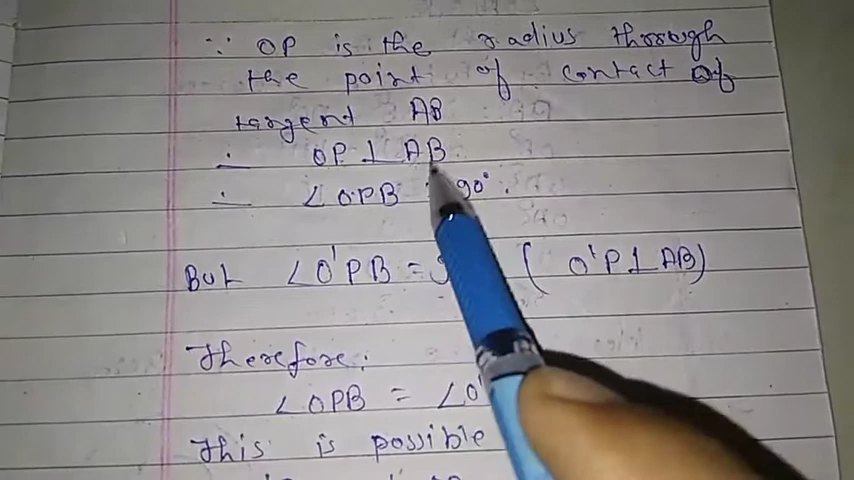 ∵ OP is the radius through
the point of contact of
tangent AB
∴ OP ⊥ AB
∴ ∠OPB 90°.
But ∠O'PB = ( O'P ⊥ AB)
Therefore,
∠OPB = ∠O'
This is possible